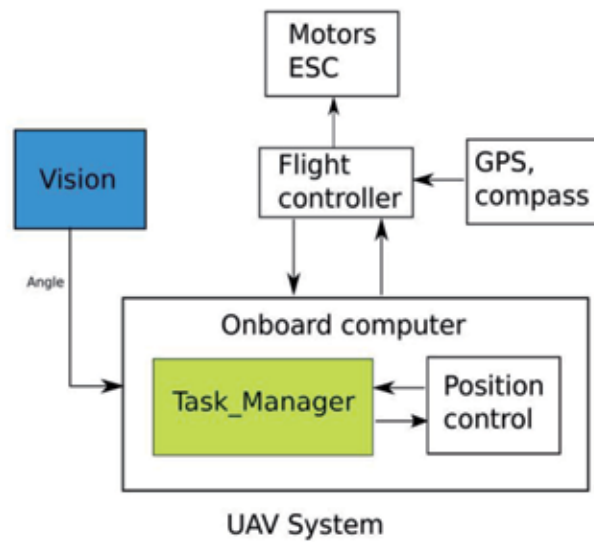 Motors
ESC
Vision
Flight
controller
GPS,
compass
Angle
Onboard computer
Task_Manager
Position
control
UAV System